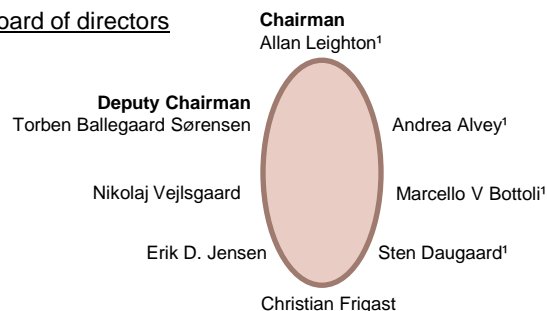 oard of directors
Chairman
Allan Leighton¹
Deputy Chairman
Torben Ballegaard Sørensen
Andrea Alvey¹
Nikolaj Vejlsgaard
Marcello V Bottoli¹
Erik D. Jensen
Sten Daugaard¹
Christian Frigast